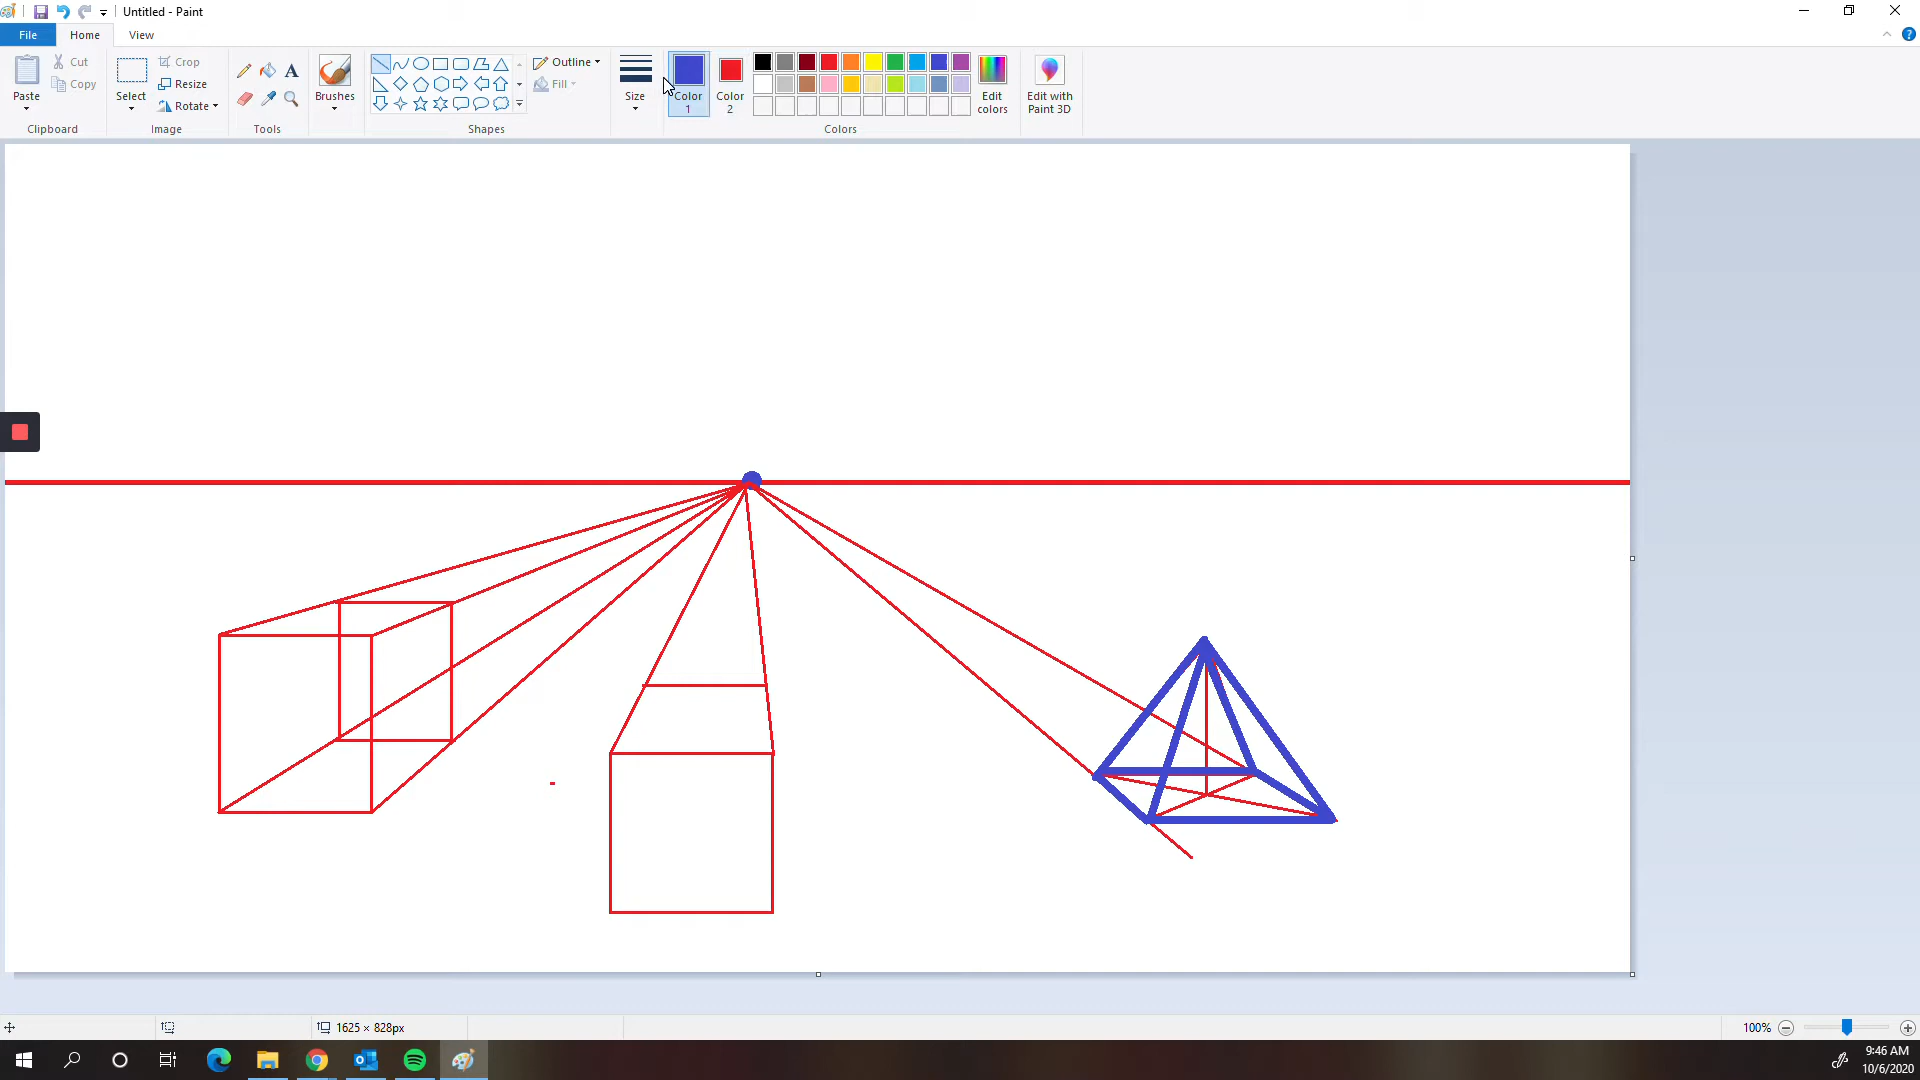 Untitled - Paint
File Home View
Paste
Cut
Copy
Clipboard
Select
Crop
Resize
Rotate
Image
Tools
Brushes
Shapes
Outline
Fill
Size
Color
1
Color
2
Colors
Edit
colors
Edit with
Paint 3D
1625 × 828px
100%
9:46 AM
10/6/2020